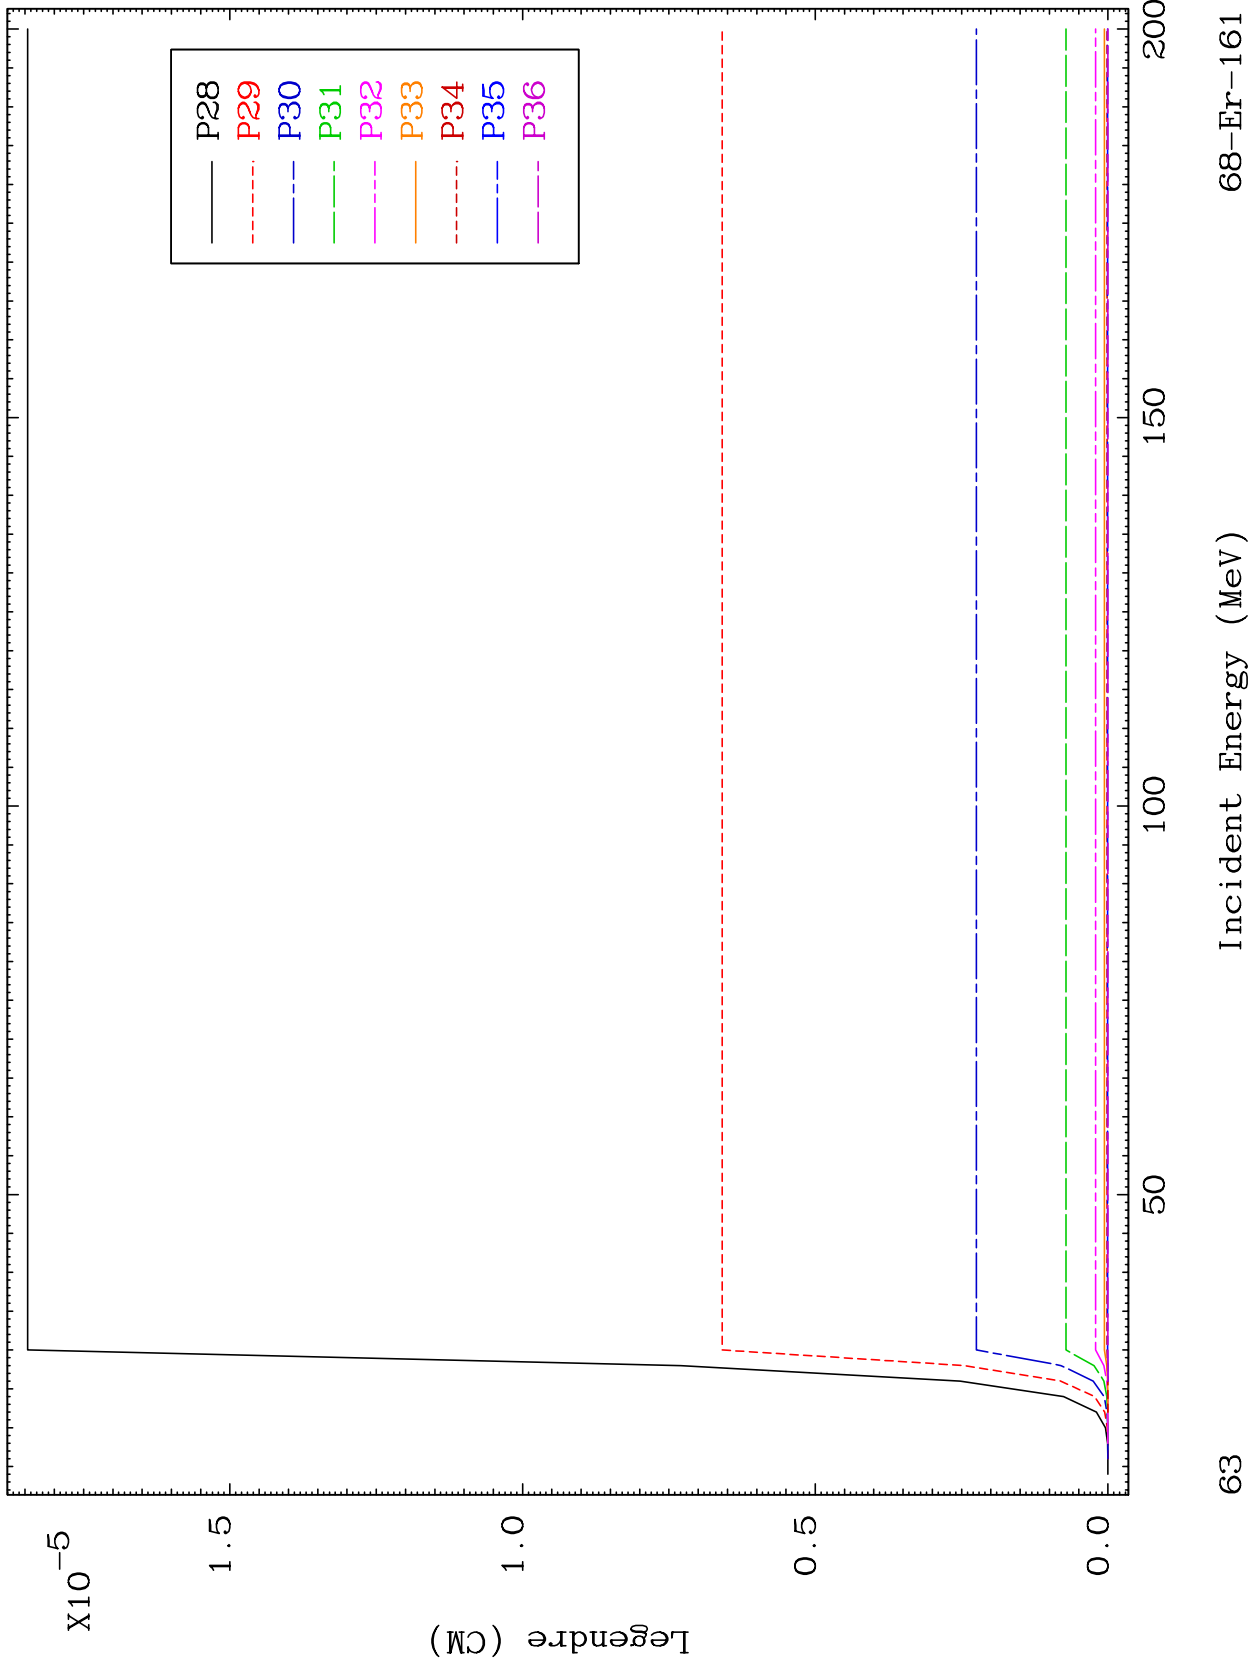 X10-5
1.5
1.0
0.5
0.0
Legendre (CM)
P28
P29
P30
P31
P32
P33
P34
P35
P36
50
100
150
200
Incident Energy (MeV)
63
68-Er-161